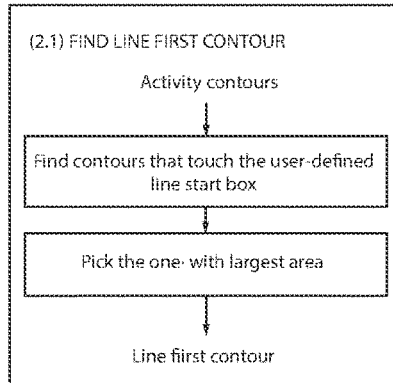 (2.1) FIND LINE FIRST CONTOUR
Activity contours
Find contours that touch the user-defined
line start box
Pick the one· with largest area
Line fiirst contour